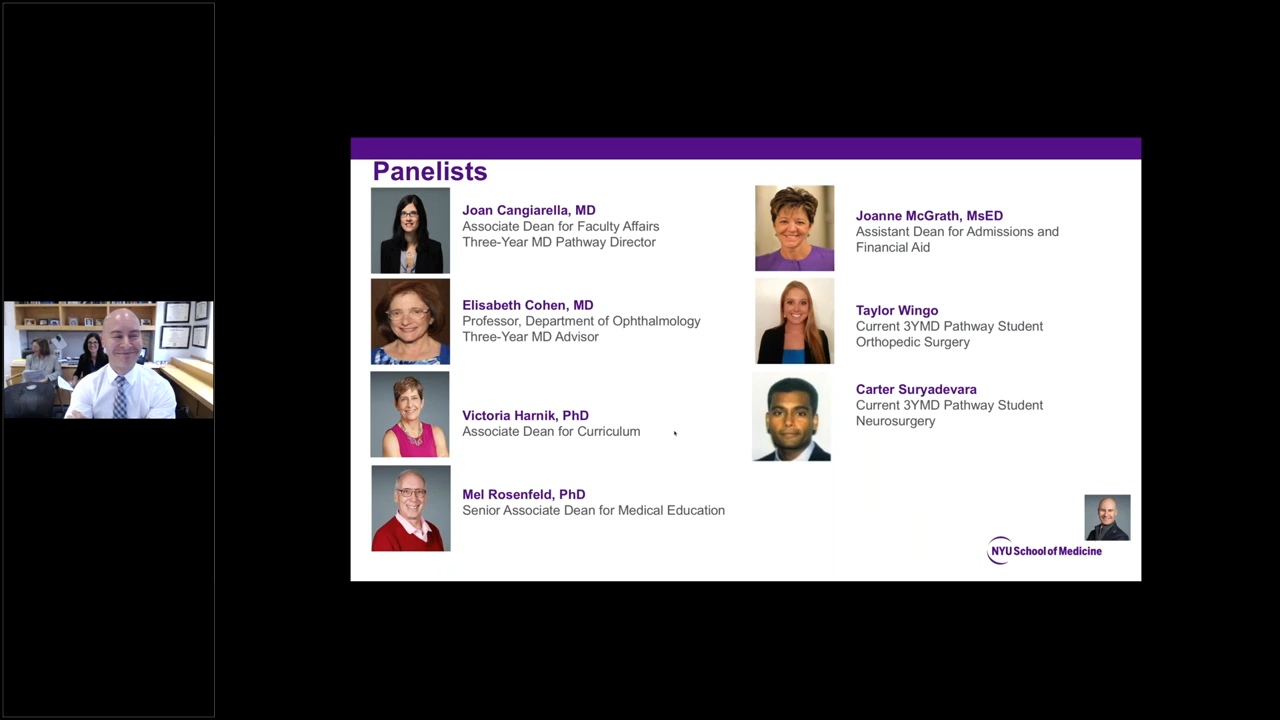 Panelists
Joan Cangiarella, MD
Associate Dean for Faculty Affairs
Three-Year MD Pathway Director
Elisabeth Cohen, MD
Professor, Department of Ophthalmology
Three-Year MD Advisor
Victoria Harnik, PhD
Associate Dean for Curriculum
Mel Rosenfeld, PhD
Senior Associate Dean for Medical Education
Joanne McGrath, MsED
Assistant Dean for Admissions and
Financial Aid
Taylor Wingo
Current 3YMD Pathway Student
Orthopedic Surgery
Carter Suryadevara
Current 3YMD Pathway Student
Neurosurgery
NYU School of Medicine